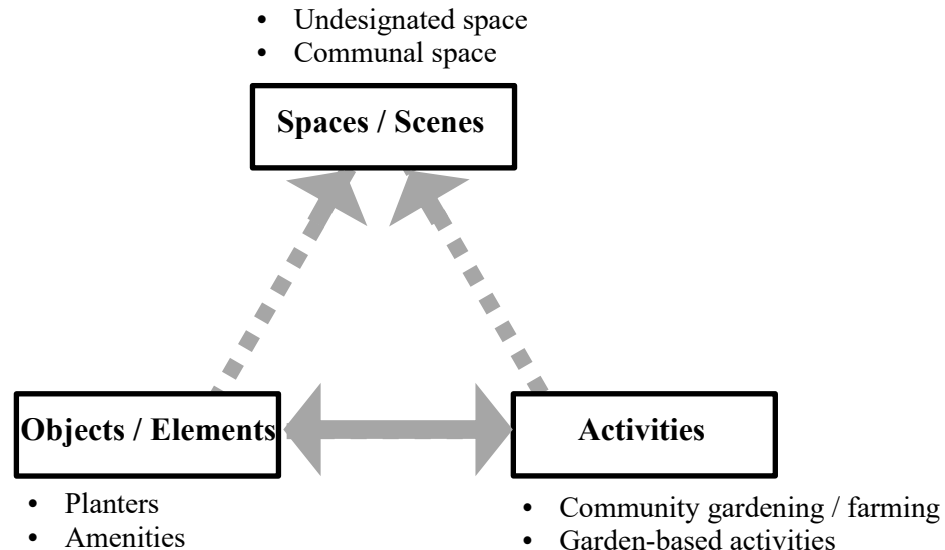 • Undesignated space
• Communal space
Spaces / Scenes
Objects / Elements
Activities
• Planters
• Amenities
• Community gardening / farming
• Garden-based activities